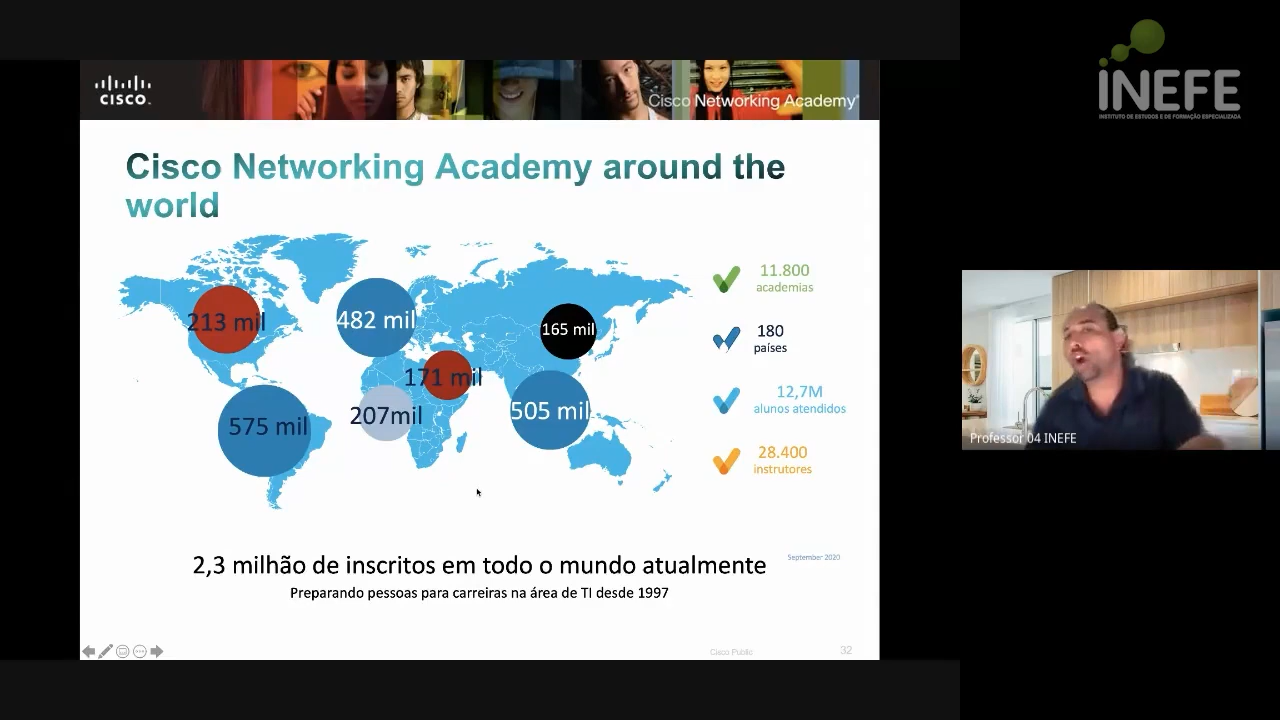 CISCO
Cisco Networking Academy
INEFE
INSTITUTO DE ESTUDOS E DE FORMAÇÃO ESPECIALIZADA
Cisco Networking Academy around the
world
213 mil
482 mil
165 mil
171 mil
207mil
575 mil
505 mil
11.800
academias
180
países
12,7M
alunos atendidos
28.400
instrutores
Professor 04 INEFE
2,3 milhão de inscritos em todo o mundo atualmente
September 2020
Preparando pessoas para carreiras na área de TI desde 1997
Cisco Public
32